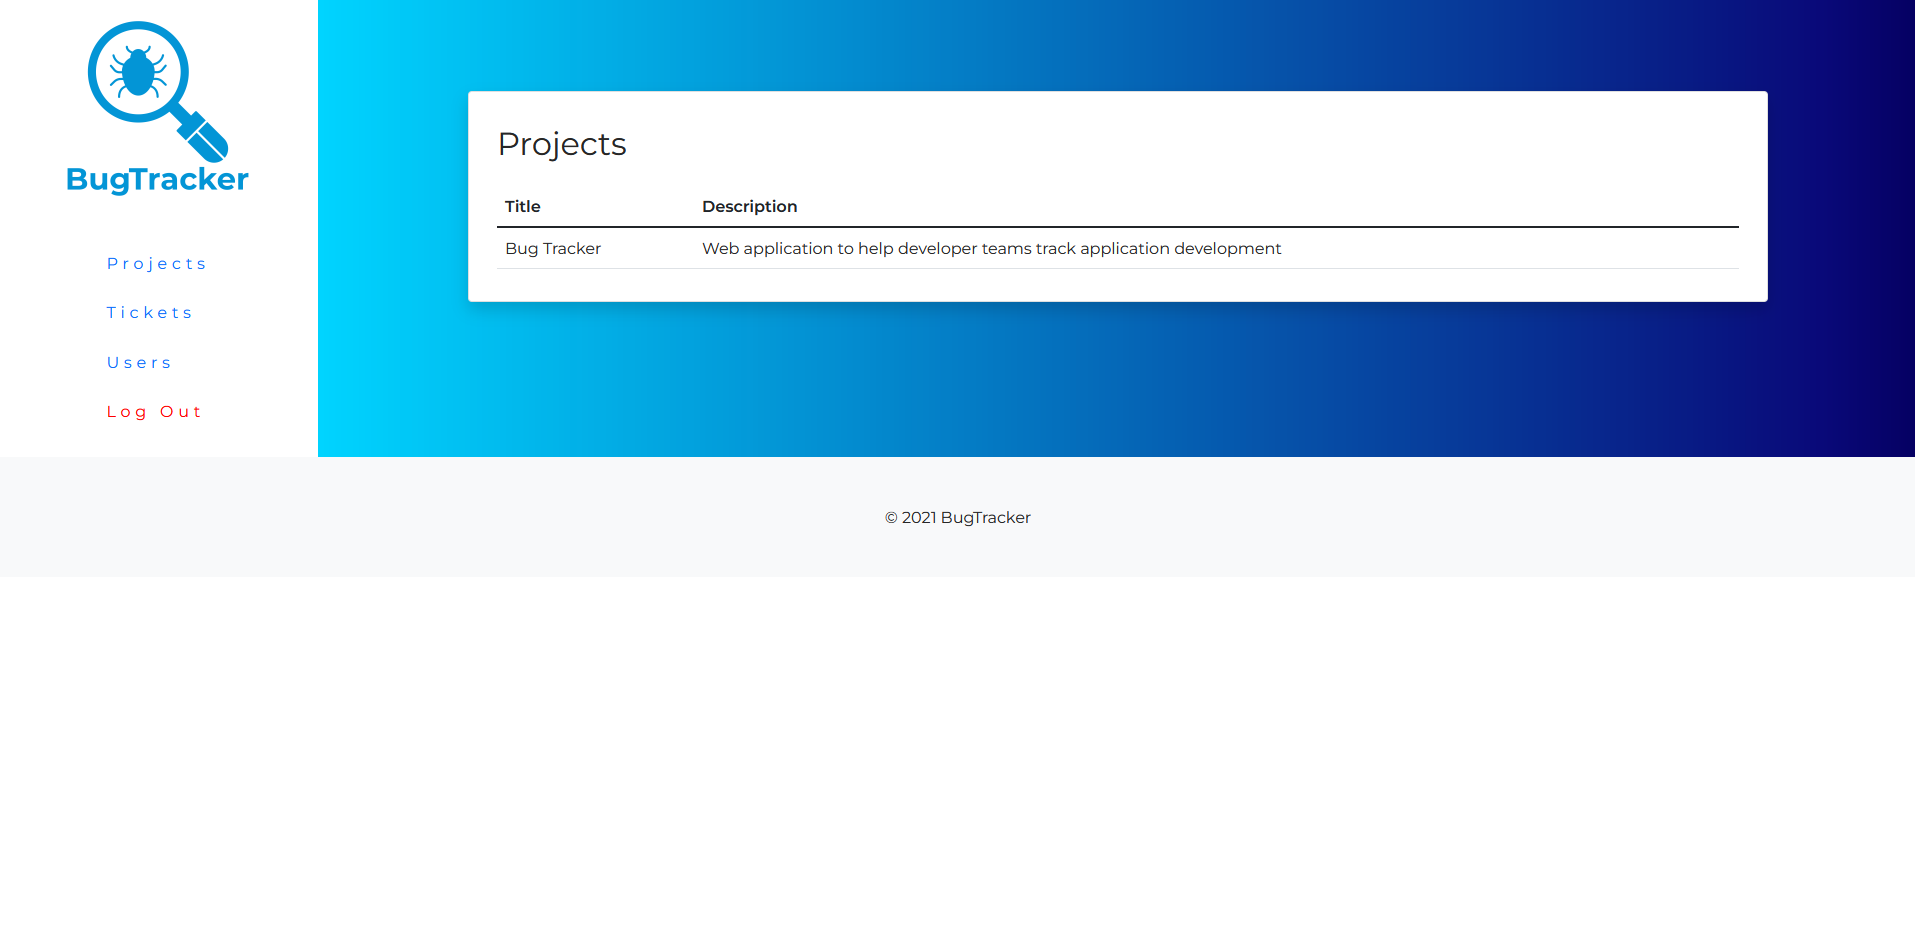 BugTracker
Projects
Tickets
Users
Log Out
Projects
Title Description
Bug Tracker Web application to help developer teams track application development
© 2021 BugTracker